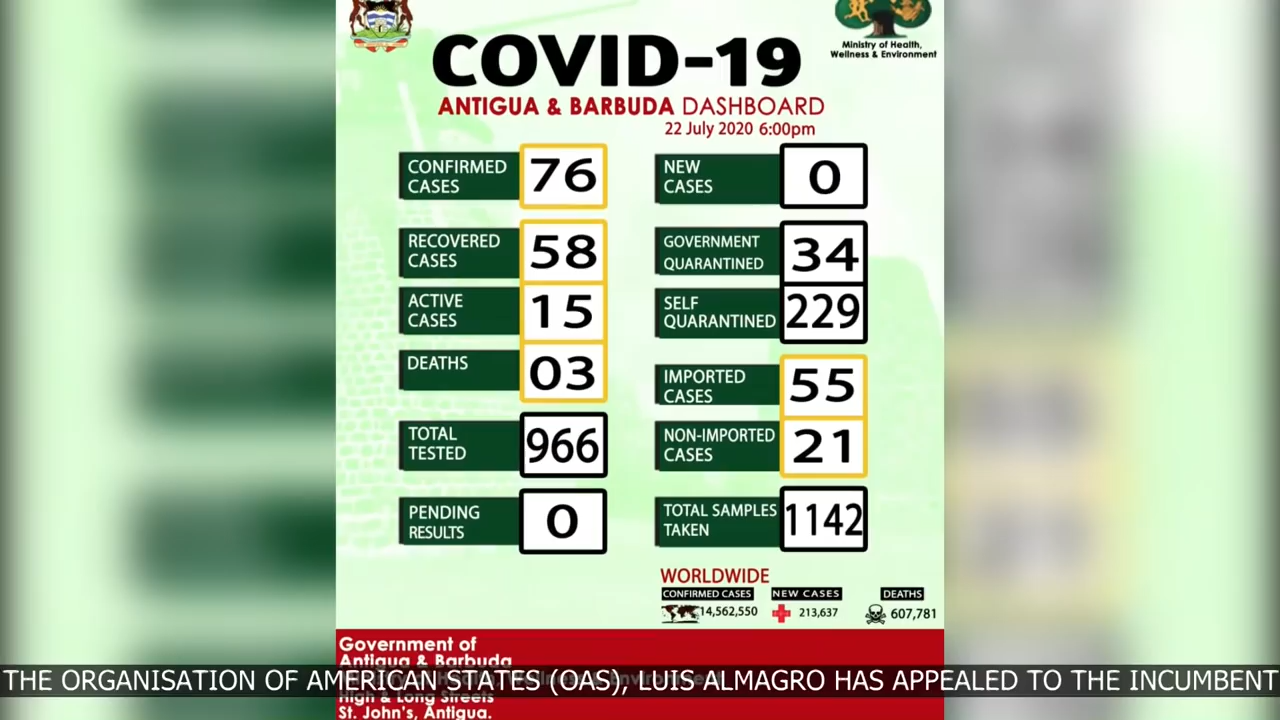 Ministry of Health,
Wellness & Environment
COVID-19
ANTIGUA & BARBUDA DASHBOARD
22 July 2020 6:00pm
CONFIRMED
CASES
76
NEW
CASES
0
RECOVERED
CASES
58
GOVERNMENT
QUARANTINED
34
ACTIVE
CASES
15
SELF
QUARANTINED
229
DEATHS
03
IMPORTED
CASES
55
TOTAL
TESTED
966
NON-IMPORTED
CASES
21
PENDING
RESULTS
0
TOTAL SAMPLES
TAKEN
1142
WORLDWIDE
CONFIRMED CASES
14,562,550
NEW CASES
213,637
DEATHS
607,781
Government of
Antigua & Barbuda
THE ORGANISATION OF AMERICAN STATES (OAS), LUIS ALMAGRO HAS APPEALED TO THE INCUMBENT
High & Long Streets
St. John's, Antigua.